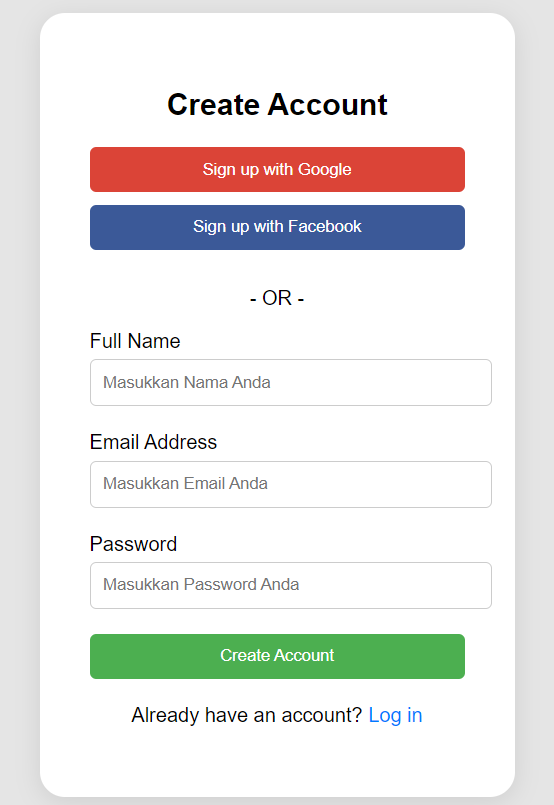 Create Account
Sign up with Google
Sign up with Facebook
- OR -
Full Name
Masukkan Nama Anda
Email Address
Masukkan Email Anda
Password
Masukkan Password Anda
Create Account
Already have an account? Log in